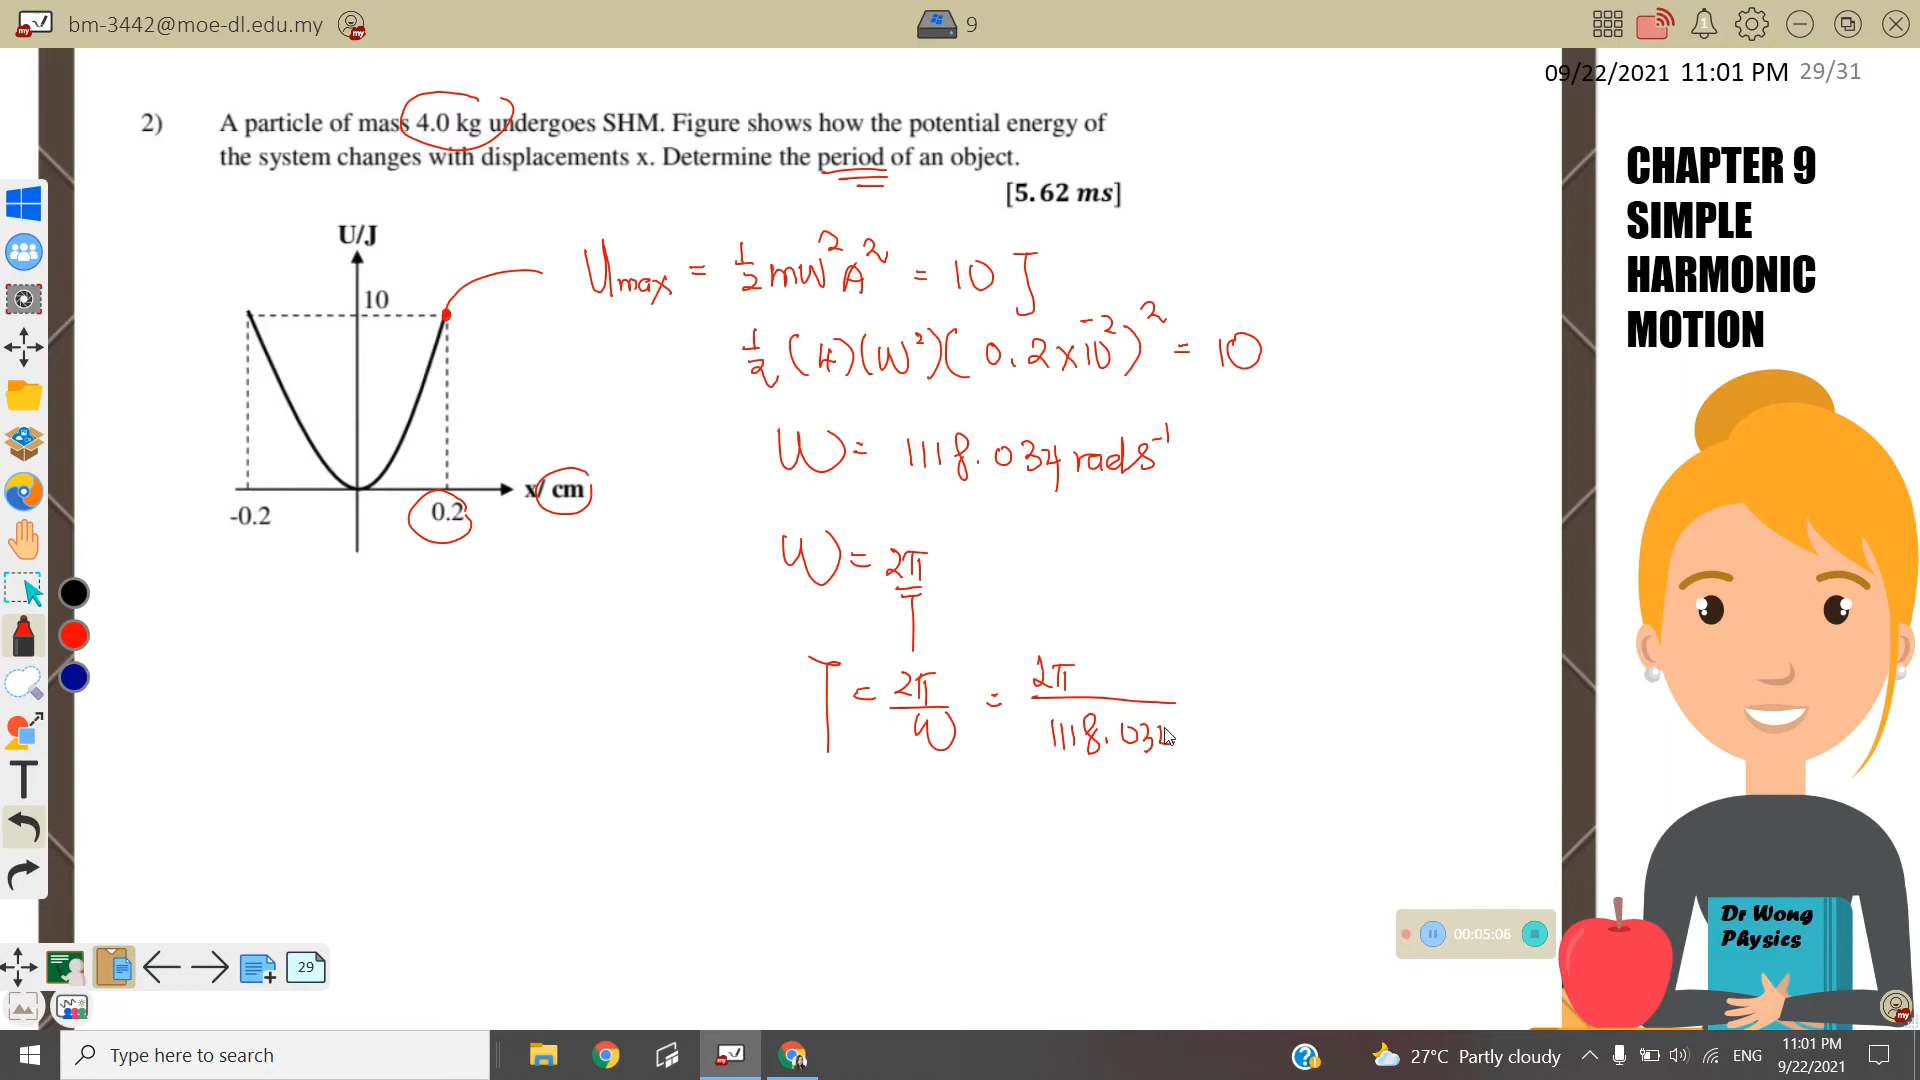 bm-3442@moe-dl.edu.my
9
09/22/2021 11:01 PM 29/31
2) A particle of mass 4.0 kg undergoes SHM. Figure shows how the potential energy of
the system changes with displacements x. Determine the period of an object.
[5.62 ms]
U/J
10
x/ cm
-0.2
0.2
Umax = 1/2 mω²A² = 10 J
1/2 (4)(ω²)(0.2×10⁻²)² = 10
ω = 1118.034 rads⁻¹
ω = 2π/T
T = 2π/ω = 2π/1118.034
CHAPTER 9
SIMPLE
HARMONIC
MOTION
Dr Wong
Physics
00:05:06
29
Type here to search
27°C Partly cloudy
ENG
11:01 PM
9/22/2021